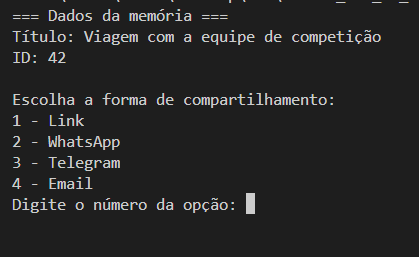 === Dados da memória ===
Título: Viagem com a equipe de competição
ID: 42
Escolha a forma de compartilhamento:
1 - Link
2 - WhatsApp
3 - Telegram
4 - Email
Digite o número da opção: